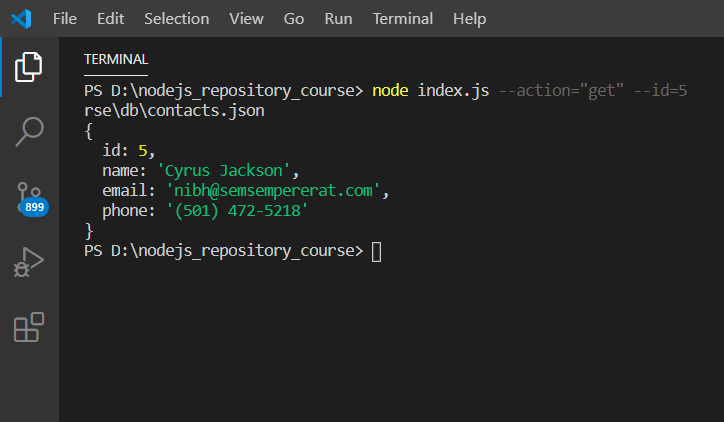 File Edit Selection View Go Run Terminal Help
TERMINAL
PS D:\nodejs_repository_course> node index.js --action="get" --id=5
rse\db\contacts.json
{
  id: 5,
  name: 'Cyrus Jackson',
  email: 'nibh@semsempererat.com',
  phone: '(501) 472-5218'
}
PS D:\nodejs_repository_course>
899